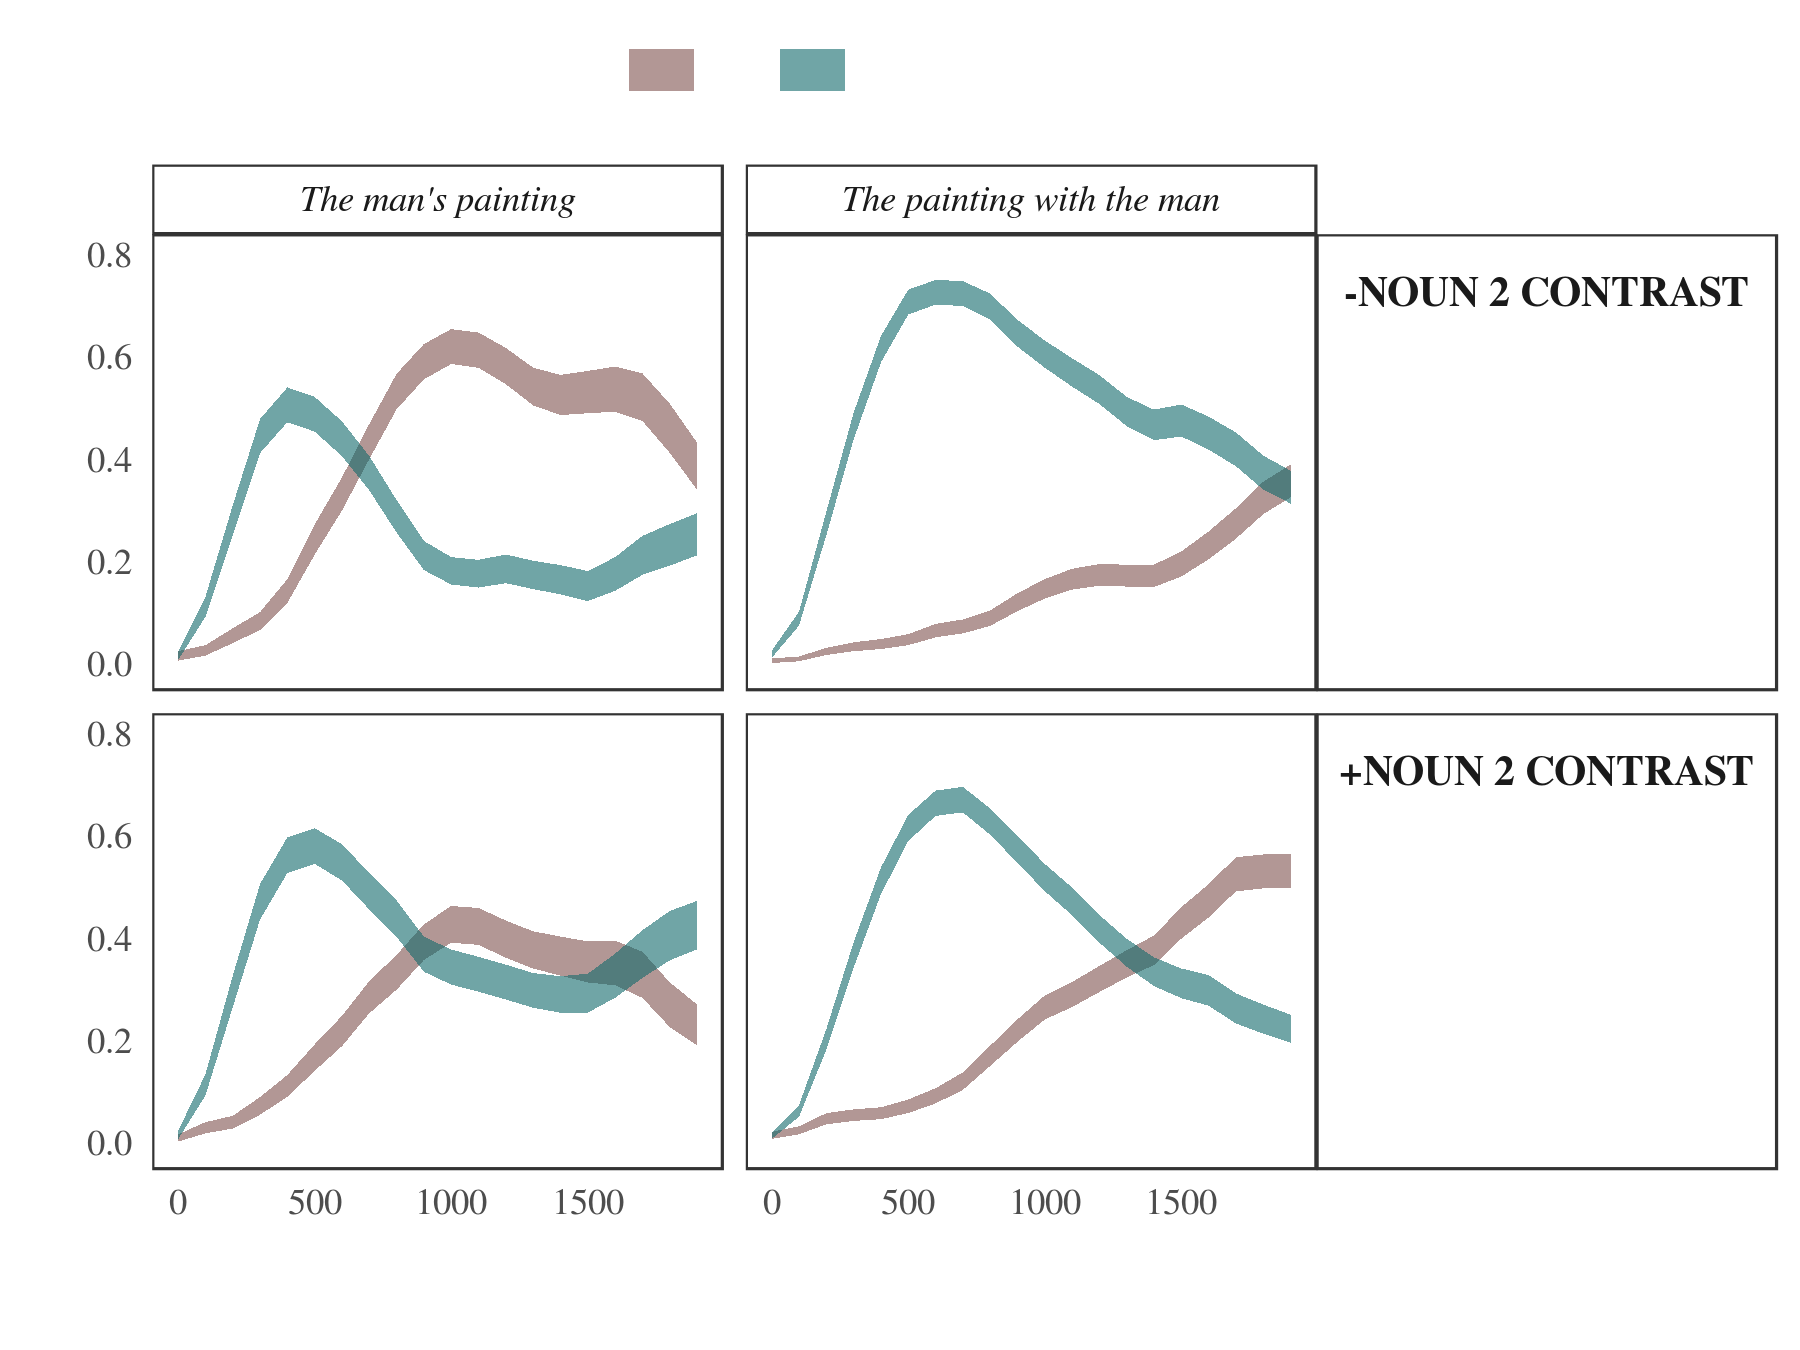 The man's painting
The painting with the man
0.8
0.6
0.4
0.2
0.0
-NOUN 2 CONTRAST
0.8
0.6
0.4
0.2
0.0
+NOUN 2 CONTRAST
0 500 1000 1500
0 500 1000 1500